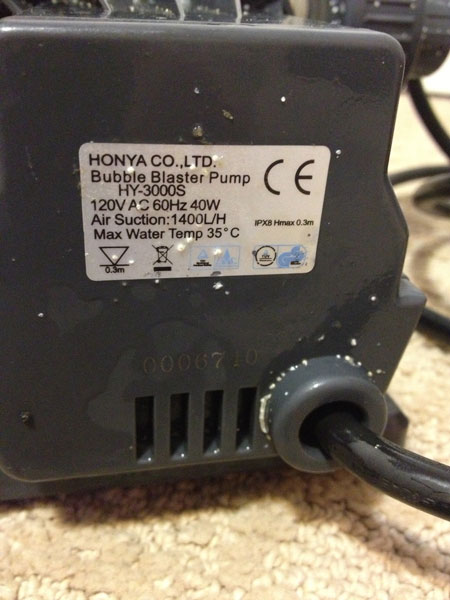 HONYA CO.,LTD.
Bubble Blaster Pump
HY-3000S
120V AC 60Hz 40W
Air Suction:1400L/H
Max Water Temp 35°C
CE
IPX8 Hmax 0.3m
0.3m
0006710